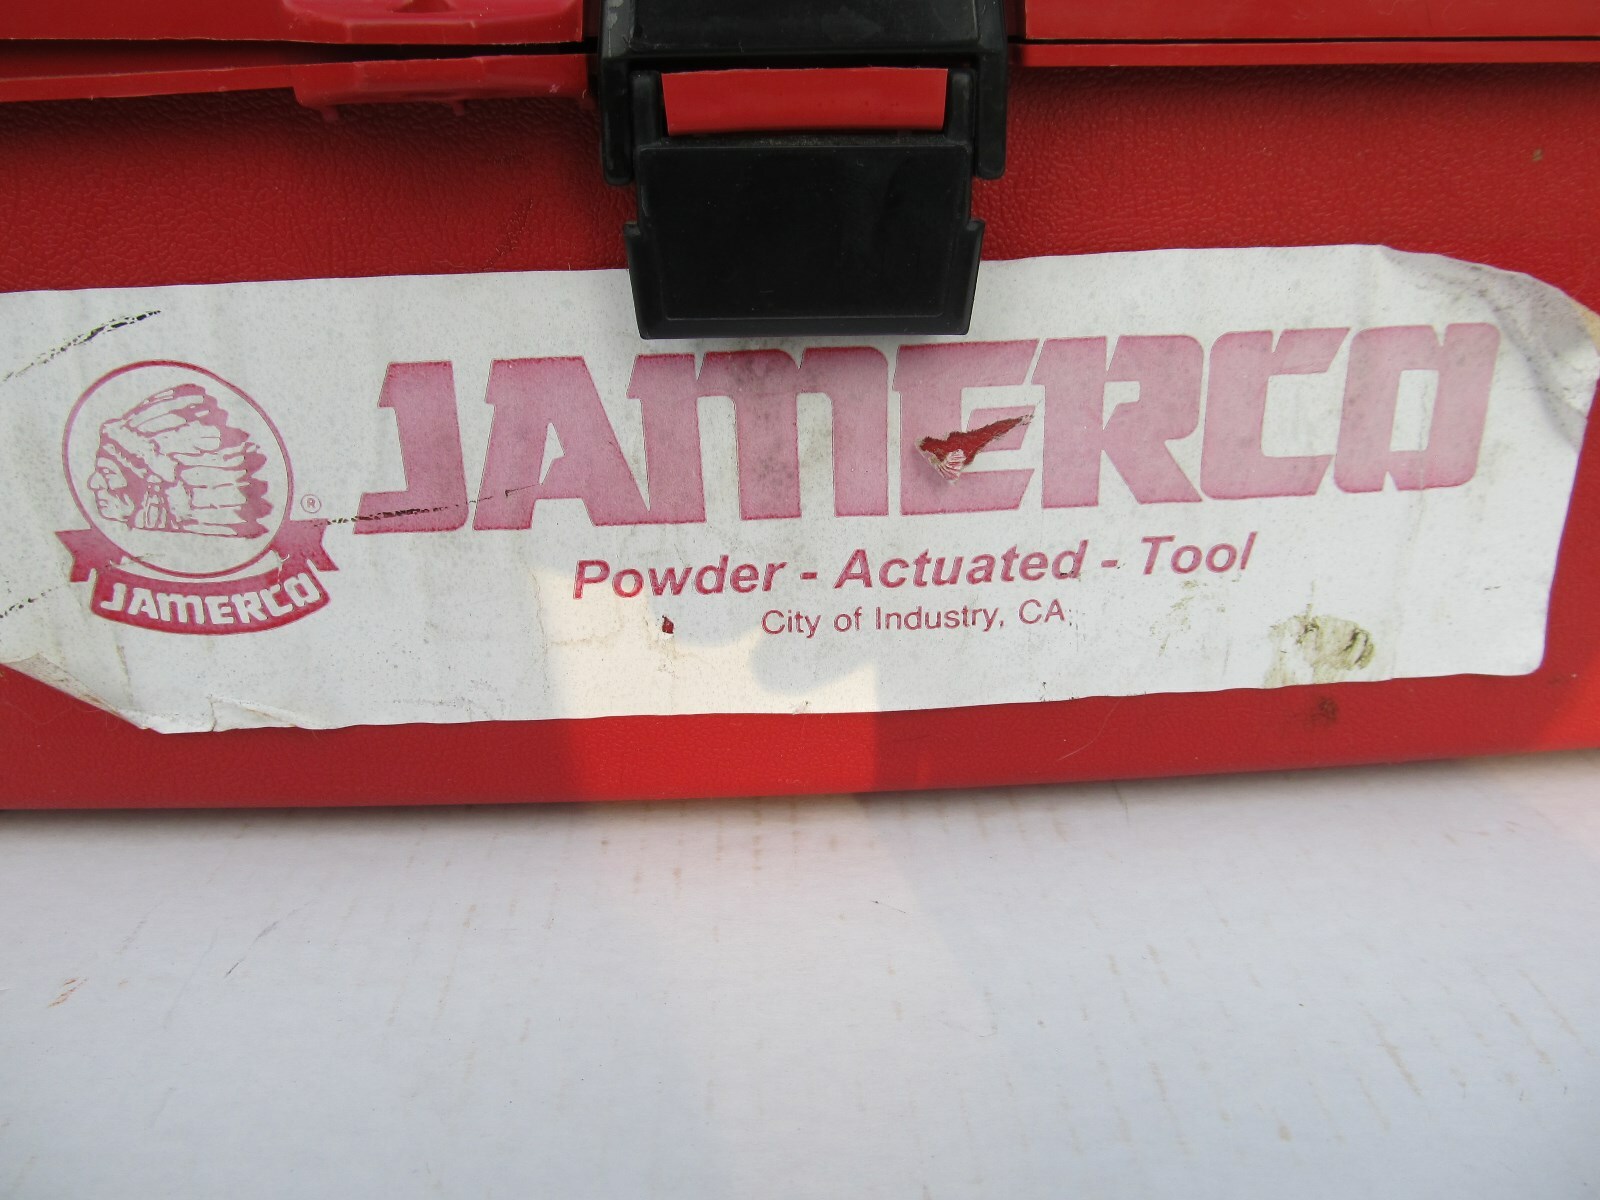 JAMERCO
®
JAMERCO
Powder - Actuated - Tool
City of Industry, CA